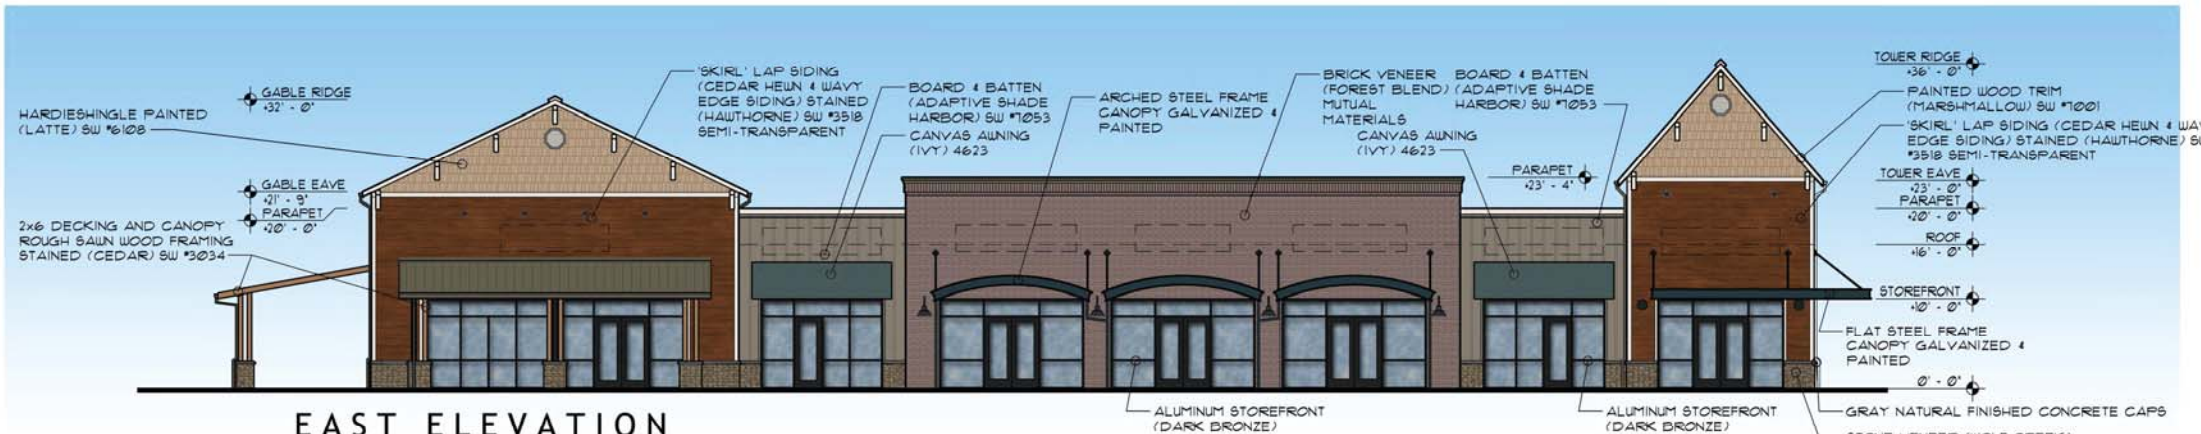 HARDIESHINGLE PAINTED
(LATTE) SW #6108
GABLE RIDGE
+32' - 0"
GABLE EAVE
+21' - 9"
PARAPET
+20' - 0"
2x6 DECKING AND CANOPY
ROUGH SAWN WOOD FRAMING
STAINED (CEDAR) SW #3034
'SKIRL' LAP SIDING
(CEDAR HEWN & WAVY
EDGE SIDING) STAINED
(HAWTHORNE) SW #3518
SEMI-TRANSPARENT
BOARD & BATTEN
(ADAPTIVE SHADE
HARBOR) SW #7053
CANVAS AWNING
(IVY) 4623
ARCHED STEEL FRAME
CANOPY GALVANIZED &
PAINTED
BRICK VENEER
(FOREST BLEND)
MUTUAL
MATERIALS
BOARD & BATTEN
(ADAPTIVE SHADE
HARBOR) SW #7053
CANVAS AWNING
(IVY) 4623
PARAPET
+23' - 4"
TOWER RIDGE
+36' - 0"
PAINTED WOOD TRIM
(MARSHMALLOW) SW #7001
'SKIRL' LAP SIDING (CEDAR HEWN &
EDGE SIDING) STAINED (HAWTHORNE)
#3518 SEMI-TRANSPARENT
TOWER EAVE
+23' - 0"
PARAPET
+20' - 0"
ROOF
+16' - 0"
STOREFRONT
+10' - 0"
FLAT STEEL FRAME
CANOPY GALVANIZED &
PAINTED
0' - 0"
GRAY NATURAL FINISHED CONCRETE CAPS
ALUMINUM STOREFRONT
(DARK BRONZE)
ALUMINUM STOREFRONT
(DARK BRONZE)
EAST ELEVATION